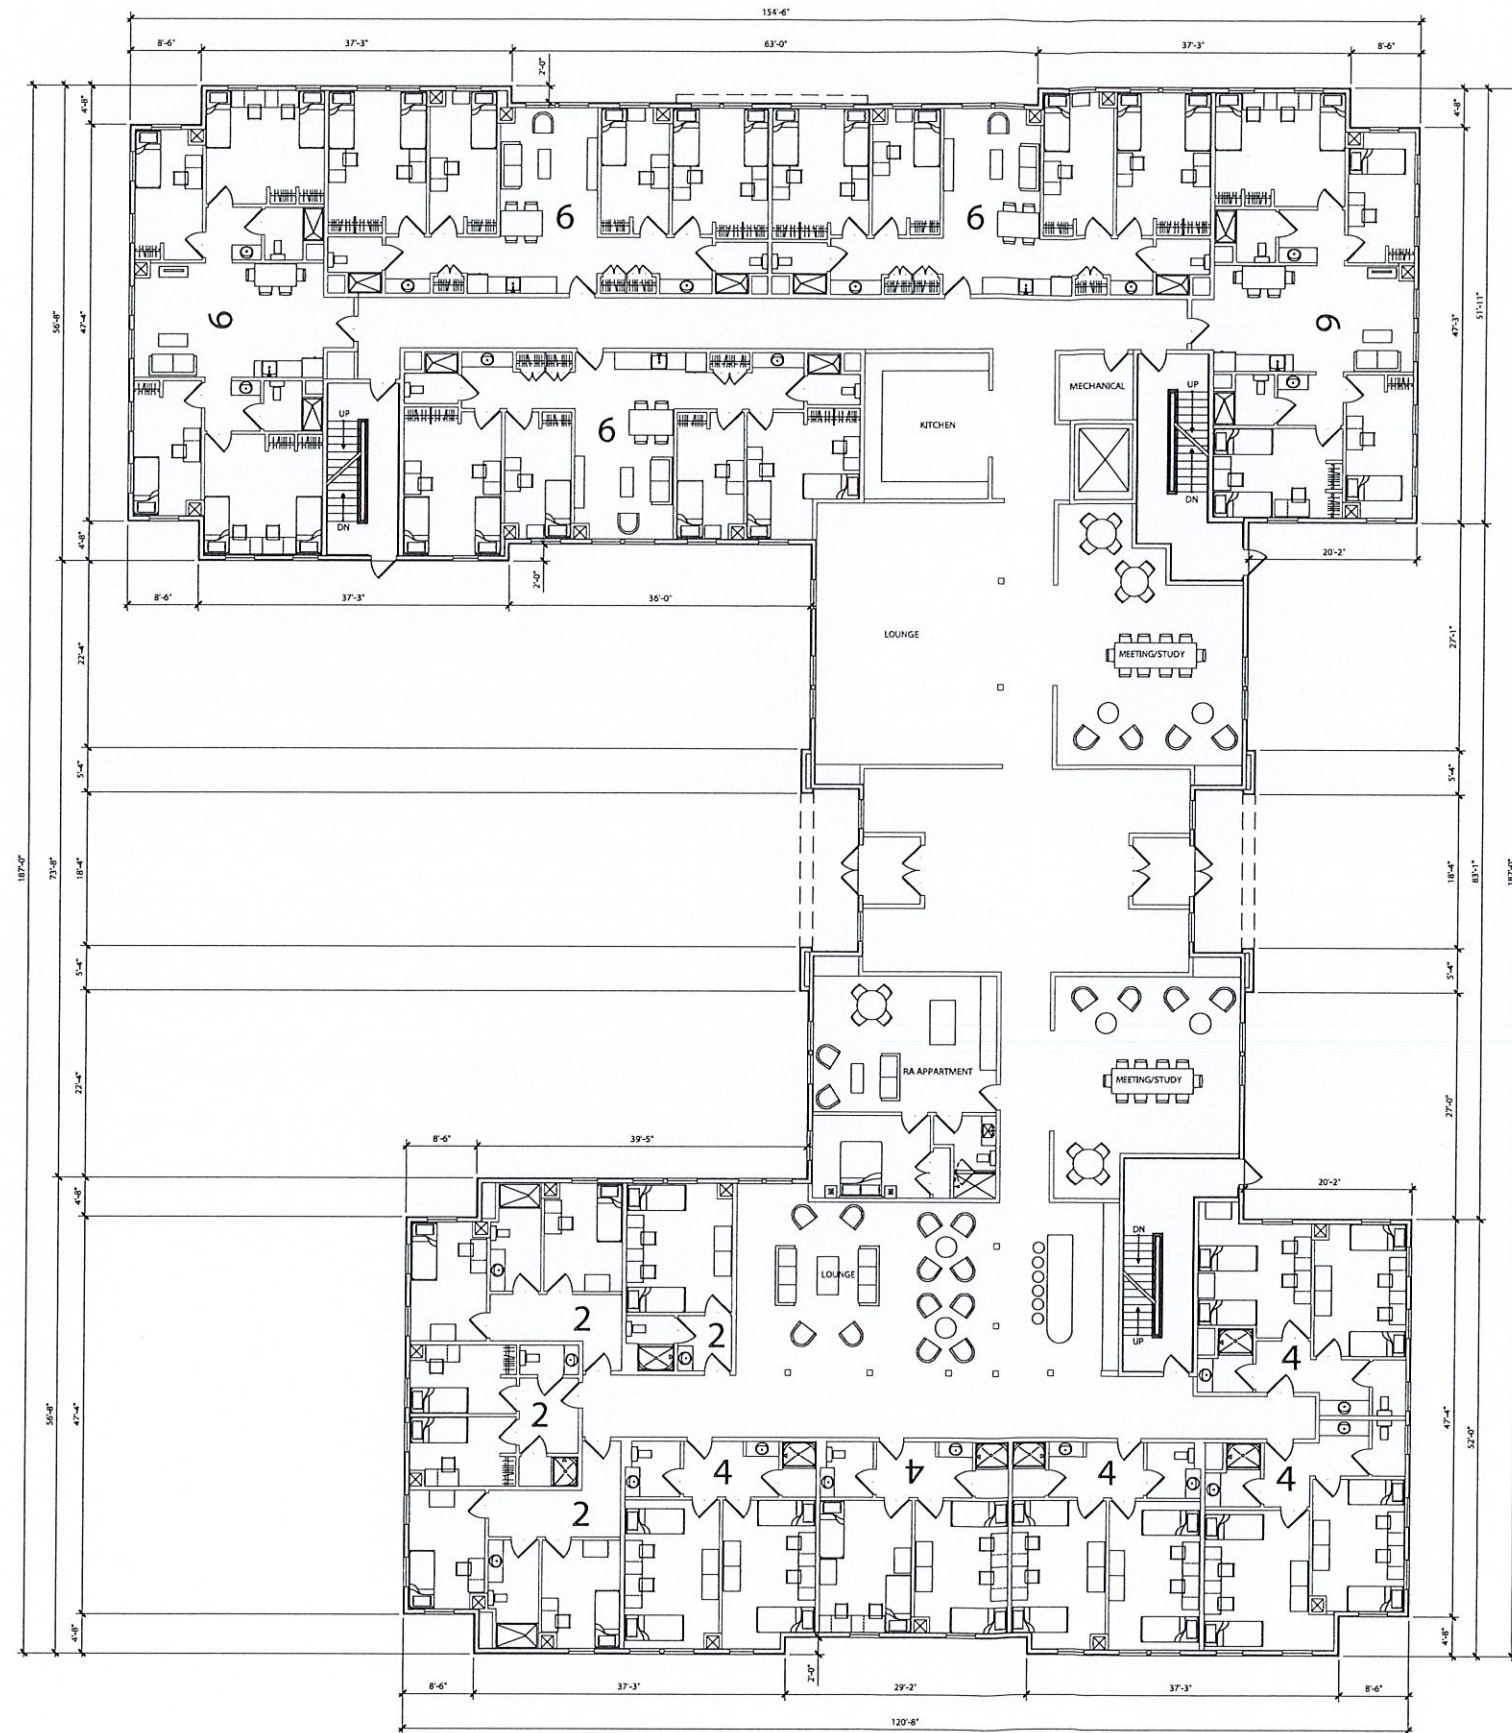 154'-6"
8'-6" 37'-3" 63'-0" 37'-3" 8'-6"
2'-0"
4'-8" 4'-8"
6 6
56'-8" 47'-4" 6 6 47'-3" 51'-11"
UP MECHANICAL UP
6 KITCHEN
DN DN
4'-8" 2'-0" 20'-2"
8'-6" 37'-3" 36'-0"
22'-4" LOUNGE MEETING/STUDY 27'-1"
5'-4" 5'-4"
187'-0" 73'-8" 18'-4" 18'-4" 83'-1" 187'-0"
5'-4" 5'-4"
22'-4" RA APPARTMENT MEETING/STUDY 27'-0"
8'-6" 39'-5"
4'-8" 20'-2"
DN
LOUNGE
2 2 UP
4
56'-8" 47'-4" 2 47'-4" 52'-0"
4 4 4 4
2
4'-8" 2'-0" 4'-8"
8'-6" 37'-3" 29'-2" 37'-3" 8'-6"
120'-8"